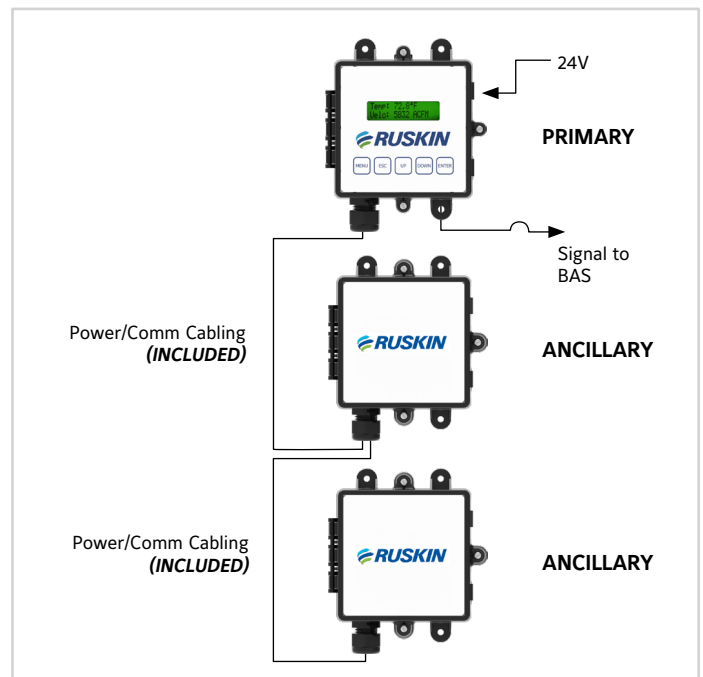 24V
Temp: 72.8°F
Velo: 5832 ACFM
RUSKIN
MENU ESC UP DOWN ENTER
PRIMARY
Signal to
BAS
Power/Comm Cabling
(INCLUDED)
RUSKIN
ANCILLARY
Power/Comm Cabling
(INCLUDED)
RUSKIN
ANCILLARY